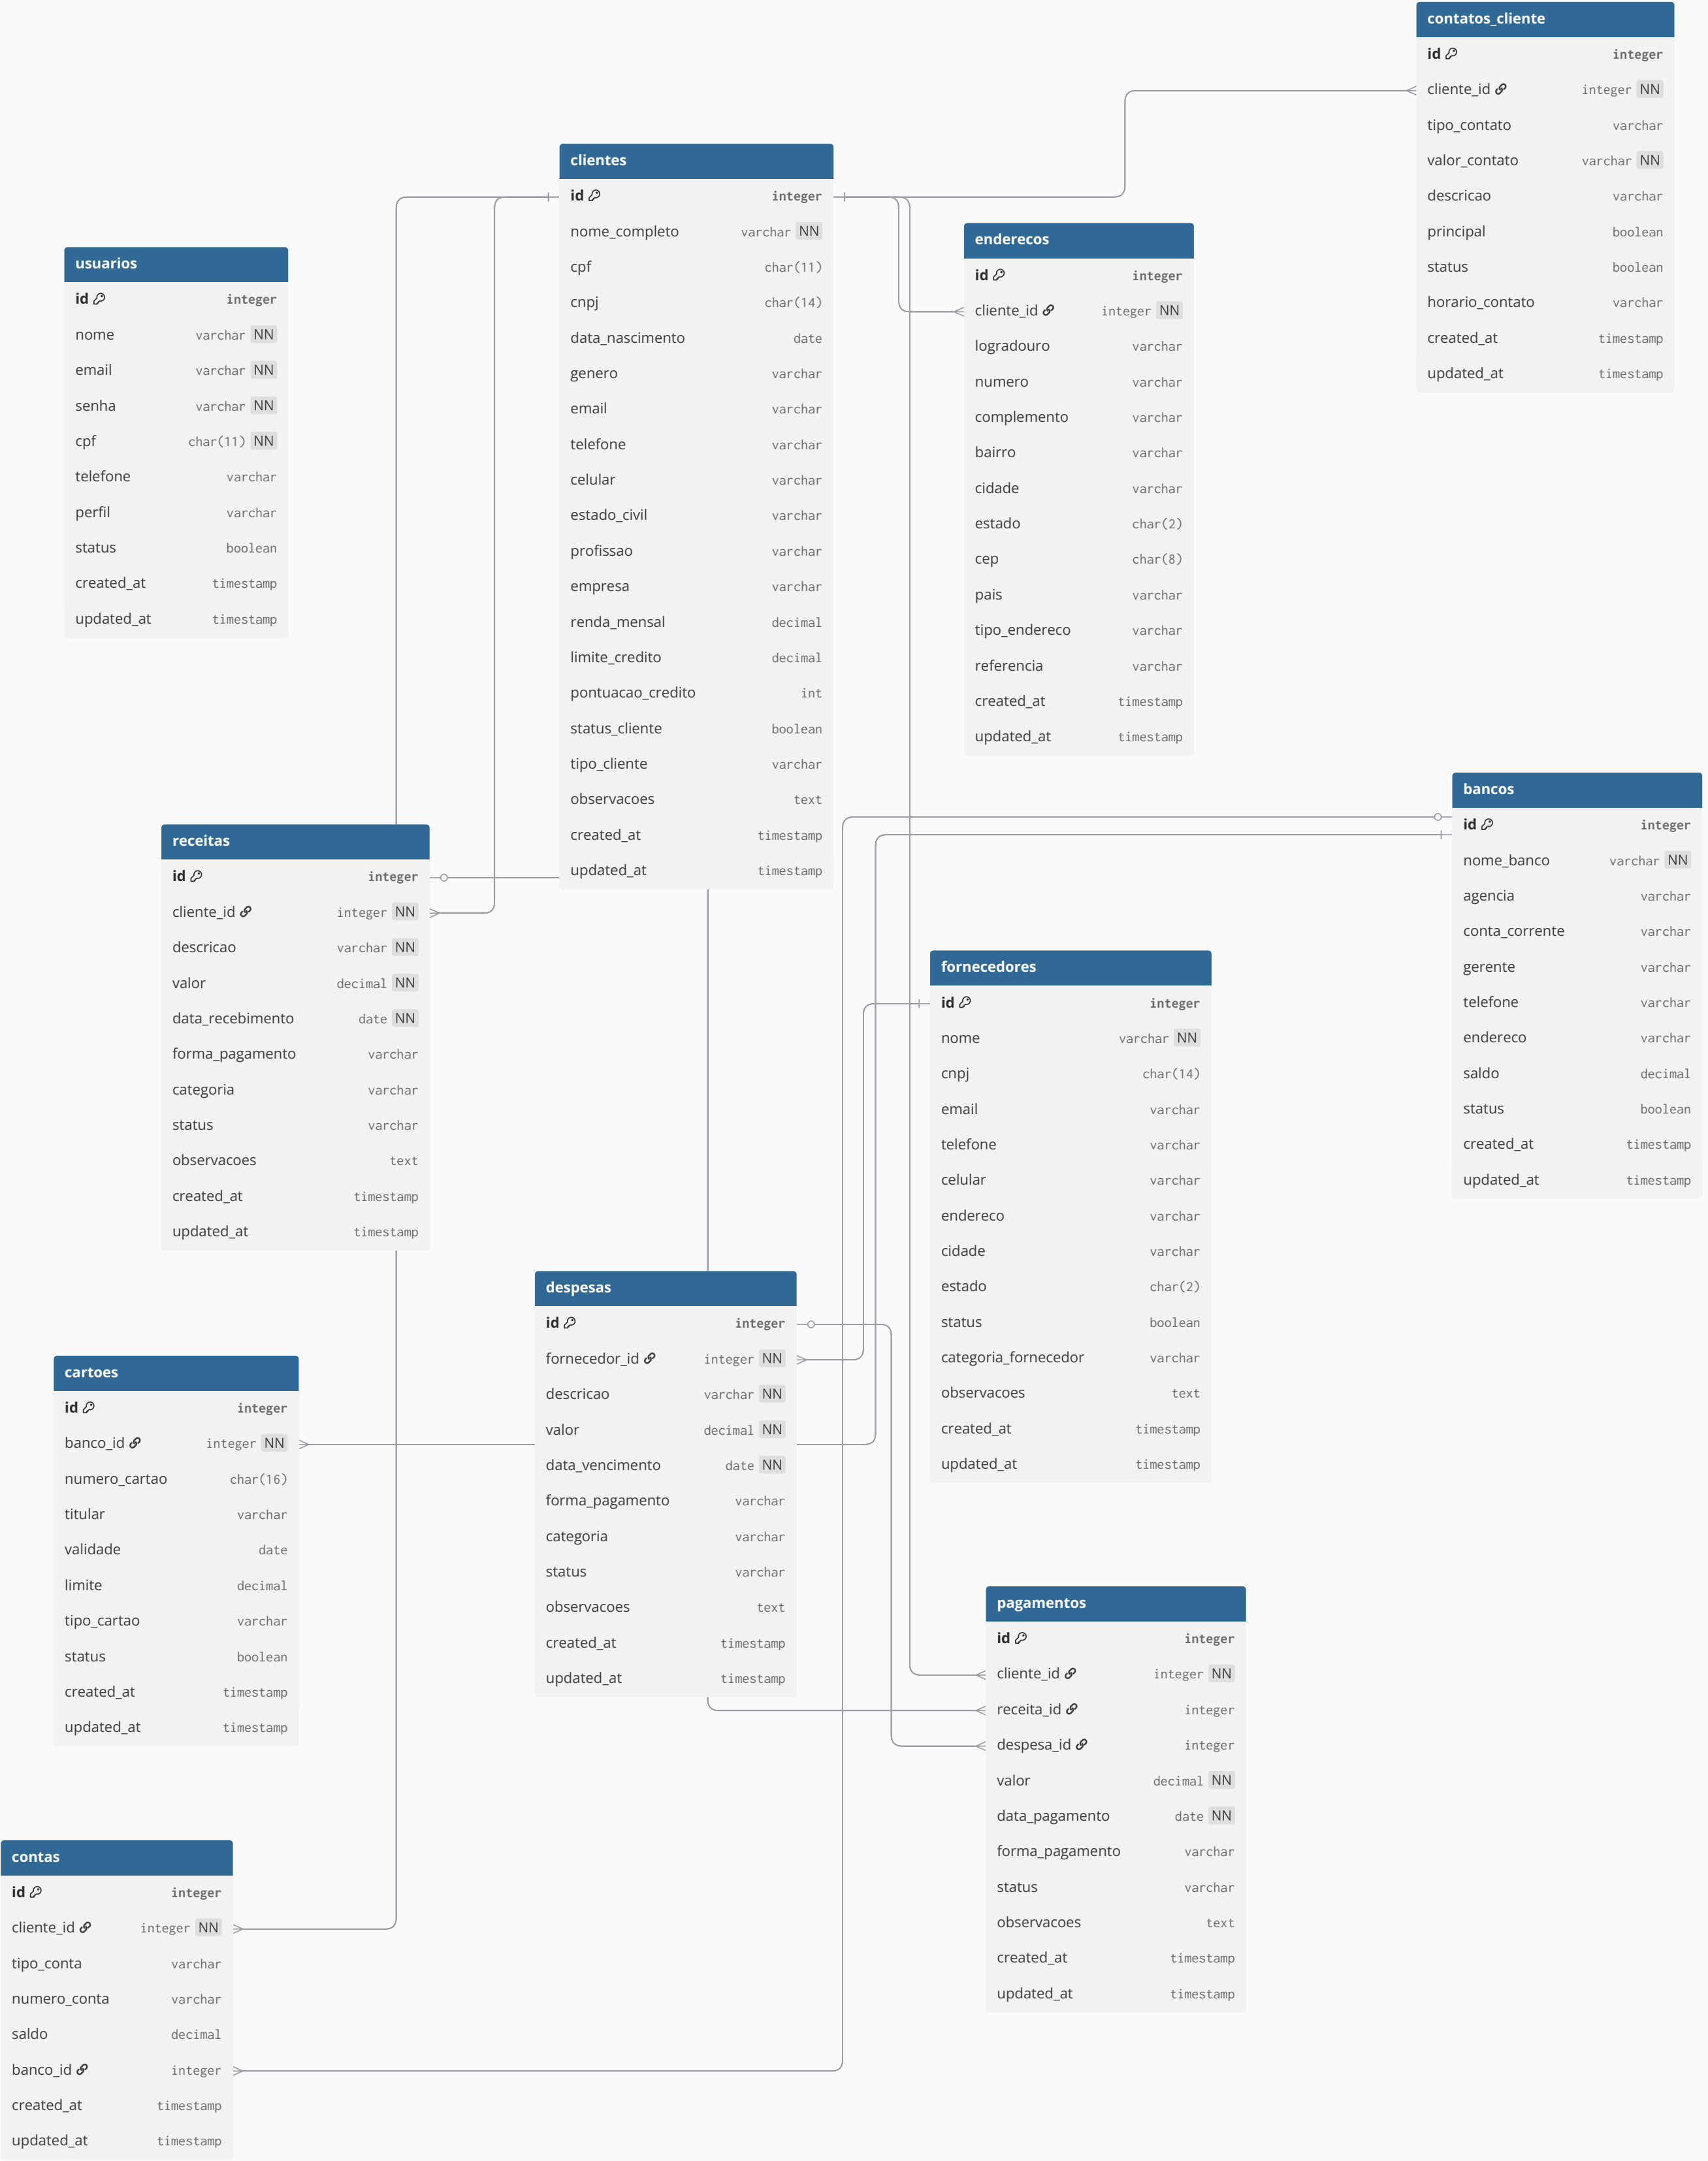 contatos_cliente
id integer
cliente_id integer NN
tipo_contato varchar
valor_contato varchar NN
descricao varchar
principal boolean
status boolean
horario_contato varchar
created_at timestamp
updated_at timestamp
clientes
id integer
nome_completo varchar NN
cpf char(11)
cnpj char(14)
data_nascimento date
genero varchar
email varchar
telefone varchar
celular varchar
estado_civil varchar
profissao varchar
empresa varchar
renda_mensal decimal
limite_credito decimal
pontuacao_credito int
status_cliente boolean
tipo_cliente varchar
observacoes text
created_at timestamp
updated_at timestamp
enderecos
id integer
cliente_id integer NN
logradouro varchar
numero varchar
complemento varchar
bairro varchar
cidade varchar
estado char(2)
cep char(8)
pais varchar
tipo_endereco varchar
referencia varchar
created_at timestamp
updated_at timestamp
usuarios
id integer
nome varchar NN
email varchar NN
senha varchar NN
cpf char(11) NN
telefone varchar
perfil varchar
status boolean
created_at timestamp
updated_at timestamp
bancos
id integer
nome_banco varchar NN
agencia varchar
conta_corrente varchar
gerente varchar
telefone varchar
endereco varchar
saldo decimal
status boolean
created_at timestamp
updated_at timestamp
receitas
id integer
cliente_id integer NN
descricao varchar NN
valor decimal NN
data_recebimento date NN
forma_pagamento varchar
categoria varchar
status varchar
observacoes text
created_at timestamp
updated_at timestamp
fornecedores
id integer
nome varchar NN
cnpj char(14)
email varchar
telefone varchar
celular varchar
endereco varchar
cidade varchar
estado char(2)
status boolean
categoria_fornecedor varchar
observacoes text
created_at timestamp
updated_at timestamp
despesas
id integer
fornecedor_id integer NN
descricao varchar NN
valor decimal NN
data_vencimento date NN
forma_pagamento varchar
categoria varchar
status varchar
observacoes text
created_at timestamp
updated_at timestamp
cartoes
id integer
banco_id integer NN
numero_cartao char(16)
titular varchar
validade date
limite decimal
tipo_cartao varchar
status boolean
created_at timestamp
updated_at timestamp
pagamentos
id integer
cliente_id integer NN
receita_id integer
despesa_id integer
valor decimal NN
data_pagamento date NN
forma_pagamento varchar
status varchar
observacoes text
created_at timestamp
updated_at timestamp
contas
id integer
cliente_id integer NN
tipo_conta varchar
numero_conta varchar
saldo decimal
banco_id integer
created_at timestamp
updated_at timestamp